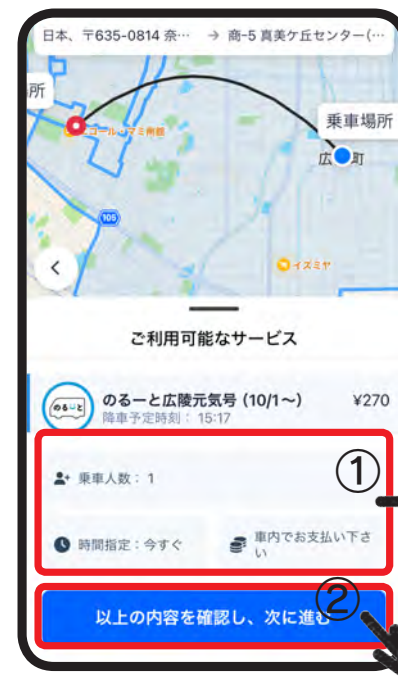 日本、〒635-0814 奈… → 商-5 真美ケ丘センター(…
所
エコール・マミ南館
乗車場所
広 町
105
イズミヤ
ご利用可能なサービス
のるーと
のるーと広陵元気号 (10/1〜) ¥270
降車予定時刻： 15:17
乗車人数：1
①
時間指定：今すぐ
車内でお支払い下さ
い
②
以上の内容を確認し、次に進む